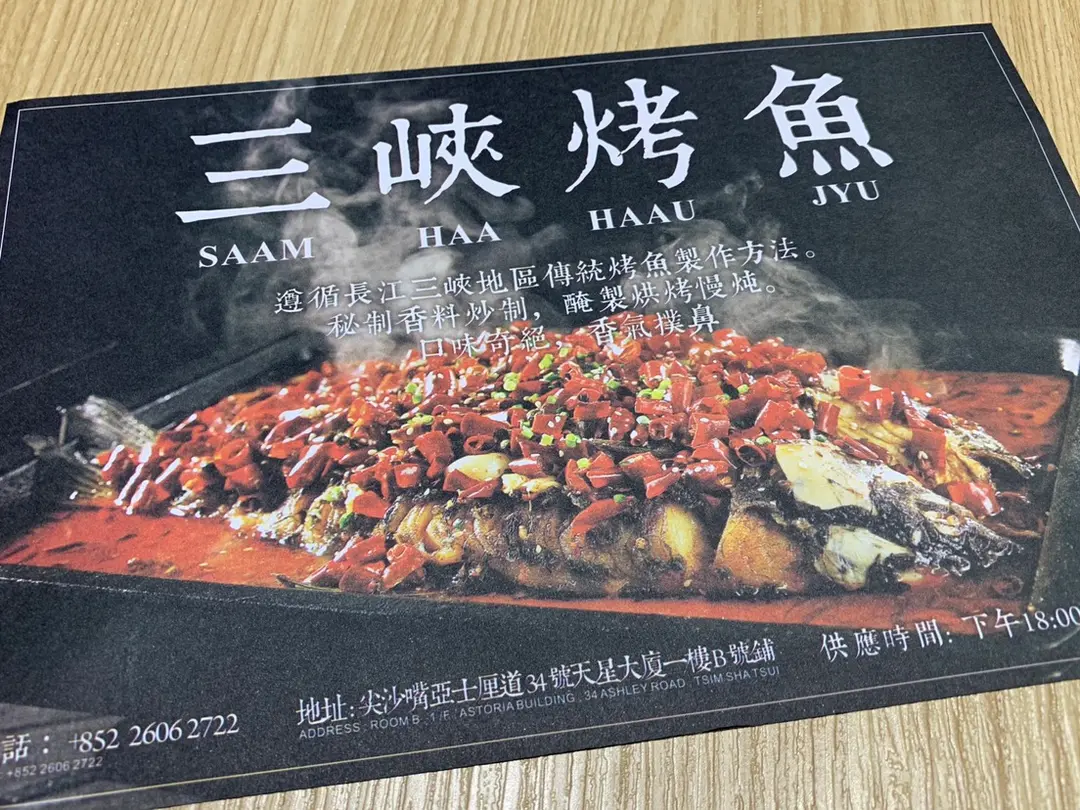 三峽烤魚
SAAM HAA HAAU JYU
遵循長江三峽地區傳統烤魚製作方法。
秘制香料炒制，醃製烘烤慢炖。
口味奇絕，香氣撲鼻
供應時間: 下午18:00
地址: 尖沙嘴亞士厘道34號天星大廈一樓B號鋪
ADDRESS : ROOM B . 1/F. ASTORIA BUILDING . 34 ASHLEY ROAD . TSIM SHA TSUI
話： +852 2606 2722
+852 2606 2722